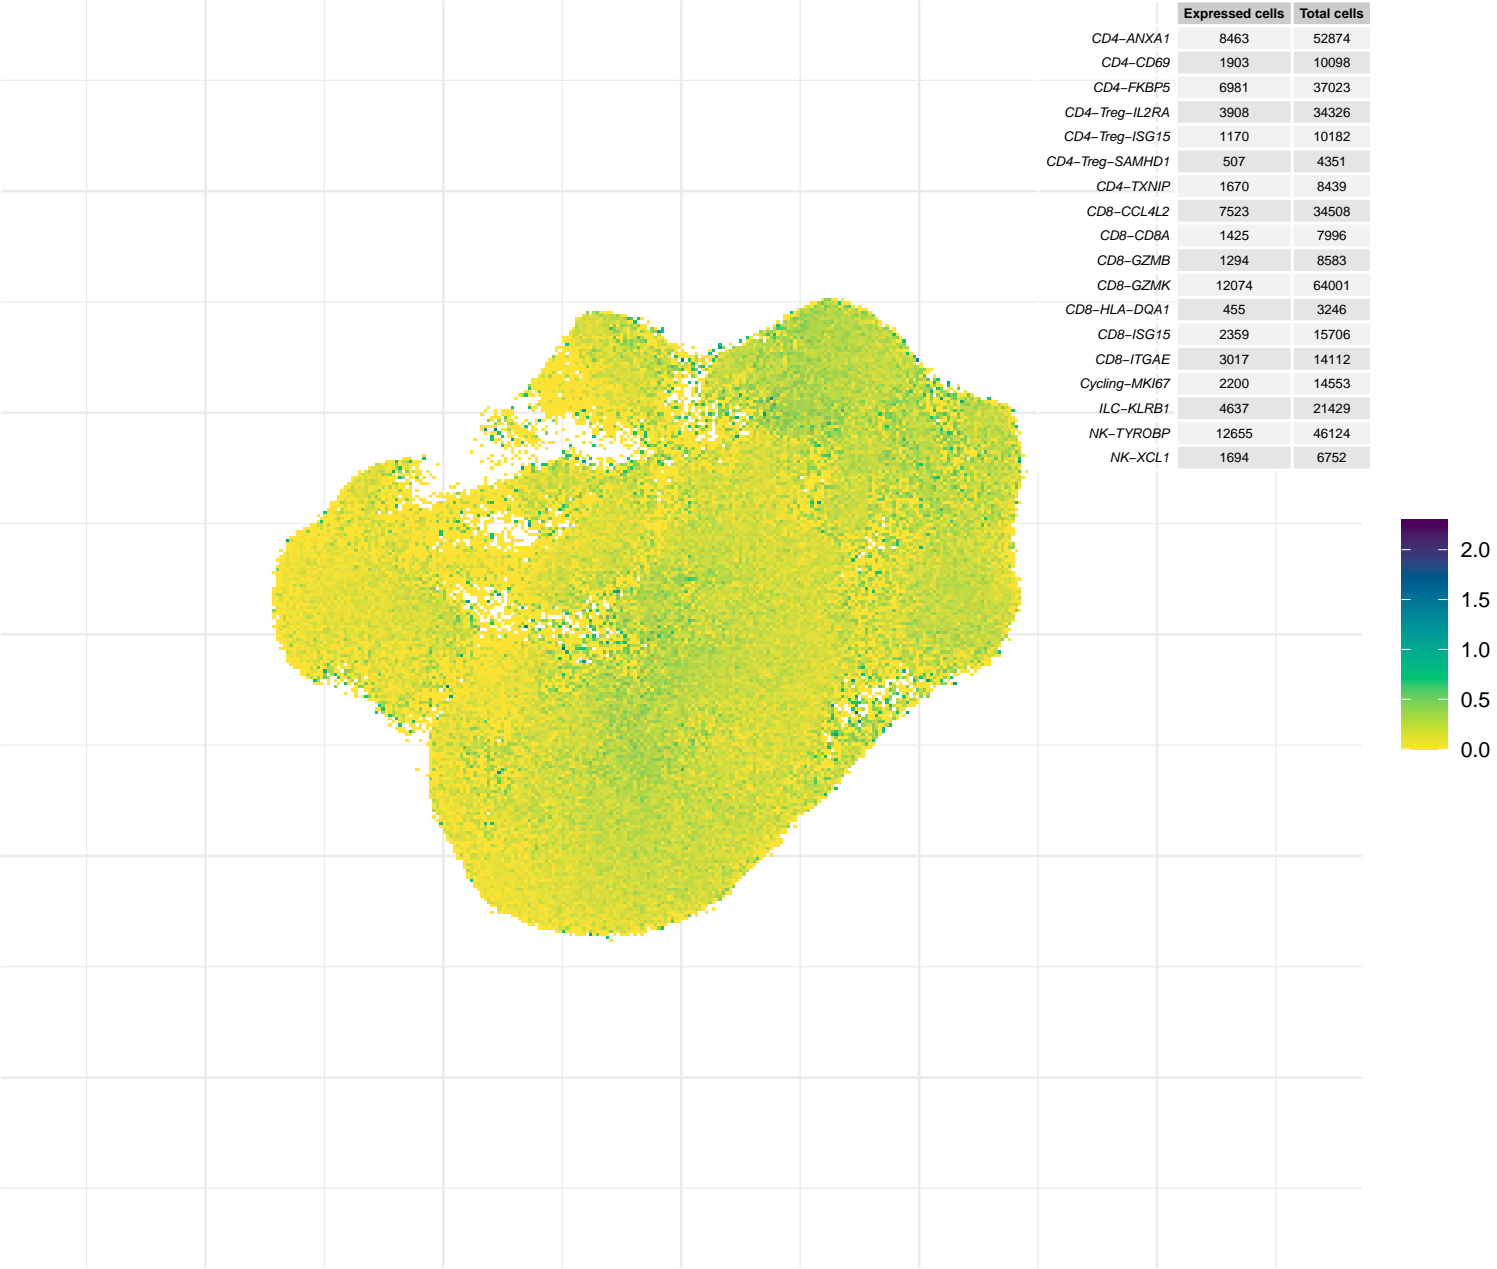 Expressed cells Total cells
CD4−ANXA1 8463 52874
CD4−CD69 1903 10098
CD4−FKBP5 6981 37023
CD4−Treg−IL2RA 3908 34326
CD4−Treg−ISG15 1170 10182
CD4−Treg−SAMHD1 507 4351
CD4−TXNIP 1670 8439
CD8−CCL4L2 7523 34508
CD8−CD8A 1425 7996
CD8−GZMB 1294 8583
CD8−GZMK 12074 64001
CD8−HLA−DQA1 455 3246
CD8−ISG15 2359 15706
CD8−ITGAE 3017 14112
Cycling−MKI67 2200 14553
ILC−KLRB1 4637 21429
NK−TYROBP 12655 46124
NK−XCL1 1694 6752
2.0
1.5
1.0
0.5
0.0